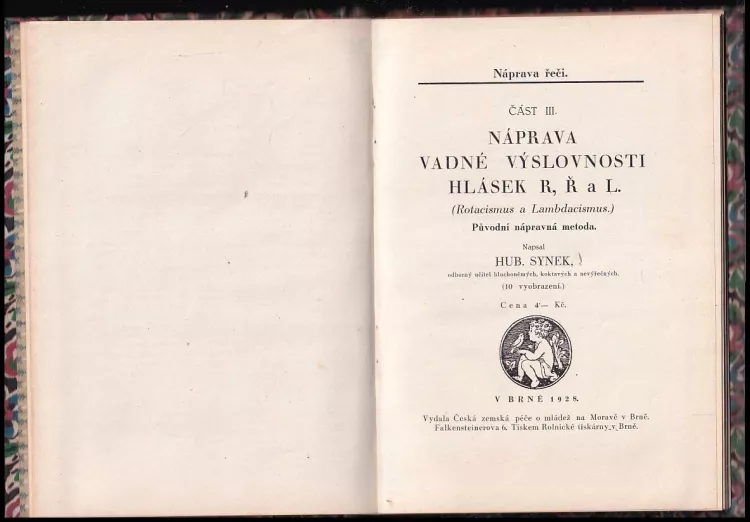 Náprava řeči.
ČÁST III.
NÁPRAVA
VADNÉ VÝSLOVNOSTI
HLÁSEK R, Ř a L.
(Rotacismus a Lambdacismus.)
Původní nápravná metoda.
Napsal
HUB. SYNEK,
odborný učitel hluchoněmých, koktavých a nevýřečných.
(10 vyobrazení.)
Cena 4— Kč.
V BRNĚ 1928.
Vydala Česká zemská péče o mládež na Moravě v Brně,
Falkensteinerova 6. Tiskem Rolnické tiskárny v Brně.